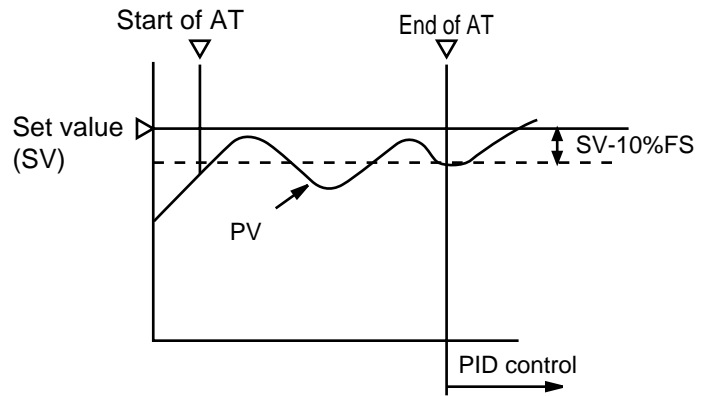 Start of AT
End of AT
Set value
(SV)
SV-10%FS
PV
PID control